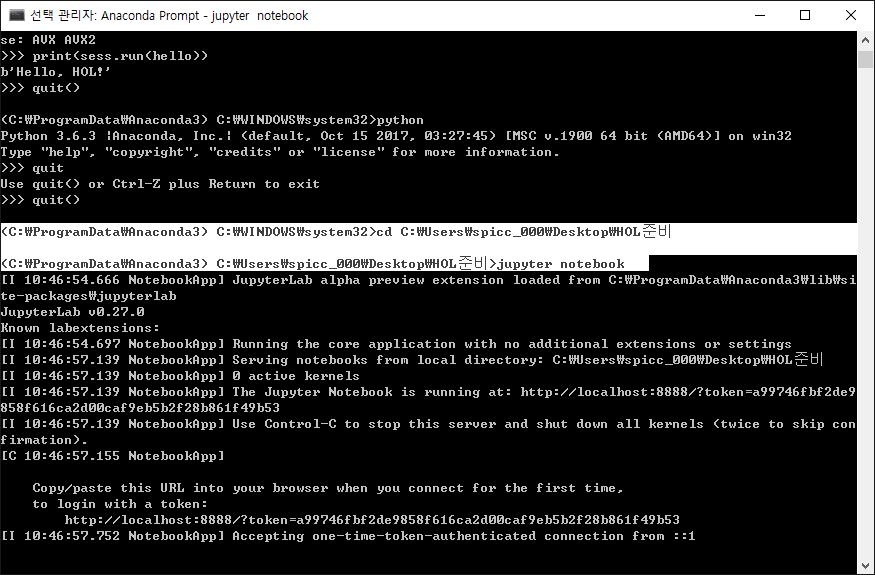 선택 관리자: Anaconda Prompt - jupyter  notebook
se: AVX AVX2
>>> print(sess.run(hello))
b'Hello, HOL!'
>>> quit()
(C:₩ProgramData₩Anaconda3) C:₩WINDOWS₩system32>python
Python 3.6.3 |Anaconda, Inc.| (default, Oct 15 2017, 03:27:45) [MSC v.1900 64 bit (AMD64)] on win32
Type "help", "copyright", "credits" or "license" for more information.
>>> quit
Use quit() or Ctrl-Z plus Return to exit
>>> quit()
(C:₩ProgramData₩Anaconda3) C:₩WINDOWS₩system32>cd C:₩Users₩spicc_000₩Desktop₩HOL준비
(C:₩ProgramData₩Anaconda3) C:₩Users₩spicc_000₩Desktop₩HOL준비>jupyter notebook
[I 10:46:54.666 NotebookApp] JupyterLab alpha preview extension loaded from C:₩ProgramData₩Anaconda3₩lib₩si
te-packages₩jupyterlab
JupyterLab v0.27.0
Known labextensions:
[I 10:46:54.697 NotebookApp] Running the core application with no additional extensions or settings
[I 10:46:57.139 NotebookApp] Serving notebooks from local directory: C:₩Users₩spicc_000₩Desktop₩HOL준비
[I 10:46:57.139 NotebookApp] 0 active kernels
[I 10:46:57.139 NotebookApp] The Jupyter Notebook is running at: http://localhost:8888/?token=a99746fbf2de9
858f616ca2d00caf9eb5b2f28b861f49b53
[I 10:46:57.139 NotebookApp] Use Control-C to stop this server and shut down all kernels (twice to skip con
firmation).
[C 10:46:57.155 NotebookApp]
Copy/paste this URL into your browser when you connect for the first time,
to login with a token:
http://localhost:8888/?token=a99746fbf2de9858f616ca2d00caf9eb5b2f28b861f49b53
[I 10:46:57.752 NotebookApp] Accepting one-time-token-authenticated connection from ::1